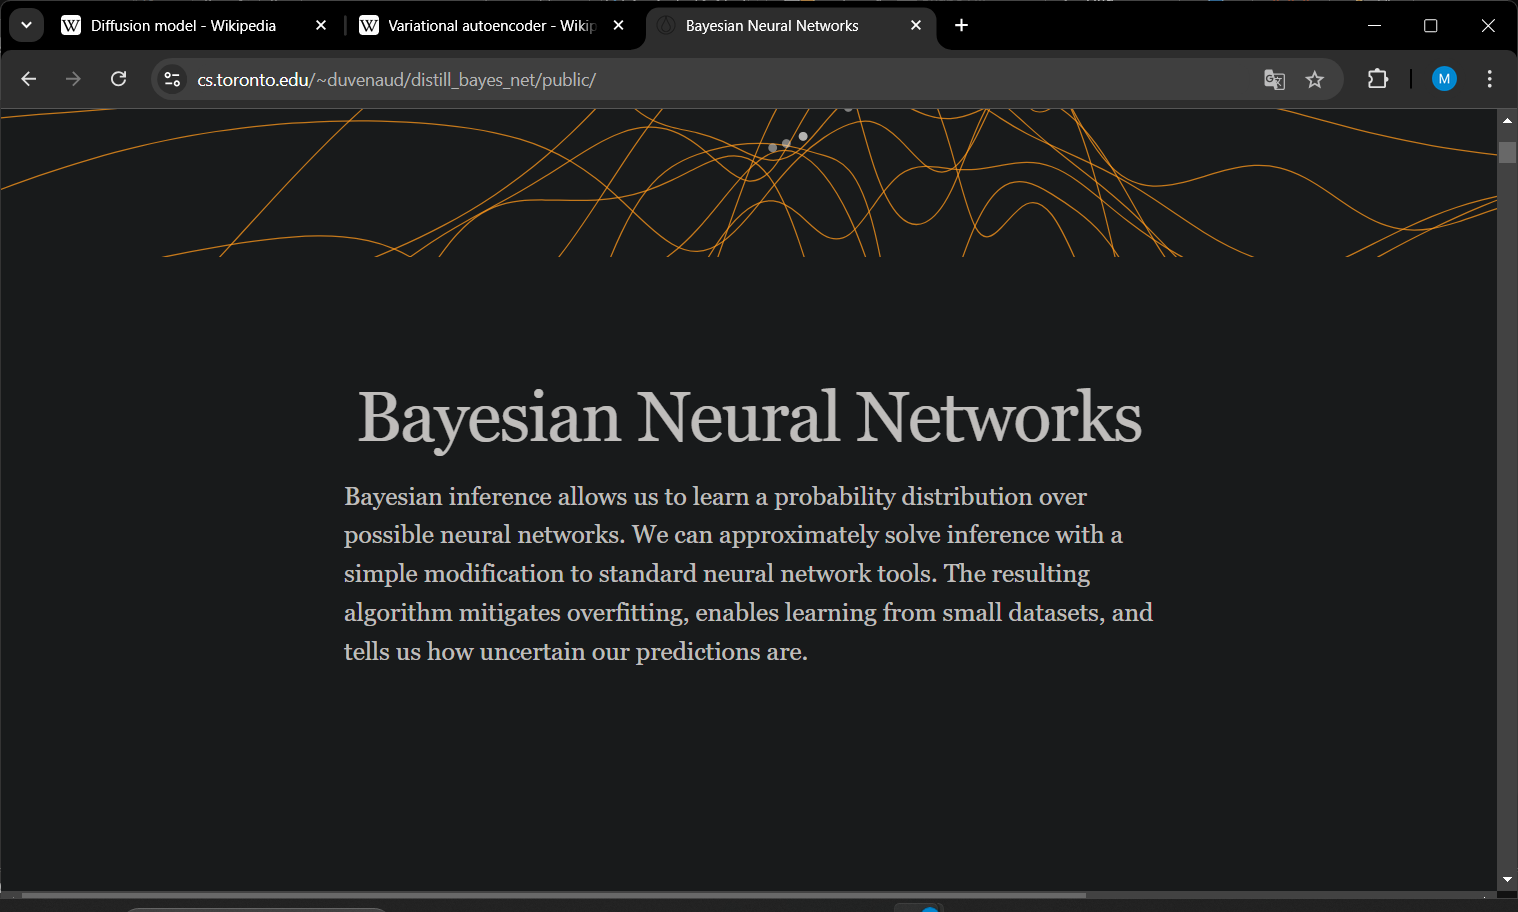 Diffusion model - Wikipedia
Variational autoencoder - Wikip
Bayesian Neural Networks
cs.toronto.edu/~duvenaud/distill_bayes_net/public/
M
Bayesian Neural Networks
Bayesian inference allows us to learn a probability distribution over
possible neural networks. We can approximately solve inference with a
simple modification to standard neural network tools. The resulting
algorithm mitigates overfitting, enables learning from small datasets, and
tells us how uncertain our predictions are.